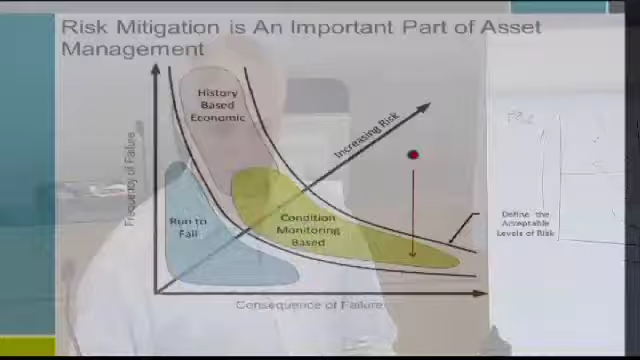 Risk Mitigation is An Important Part of Asset
Management
History
Based
Economic
Increasing Risk
Frequency of Failure
Run to
Fail
Condition
Monitoring
Based
Define the
Acceptable
Levels of Risk
Consequence of Failure